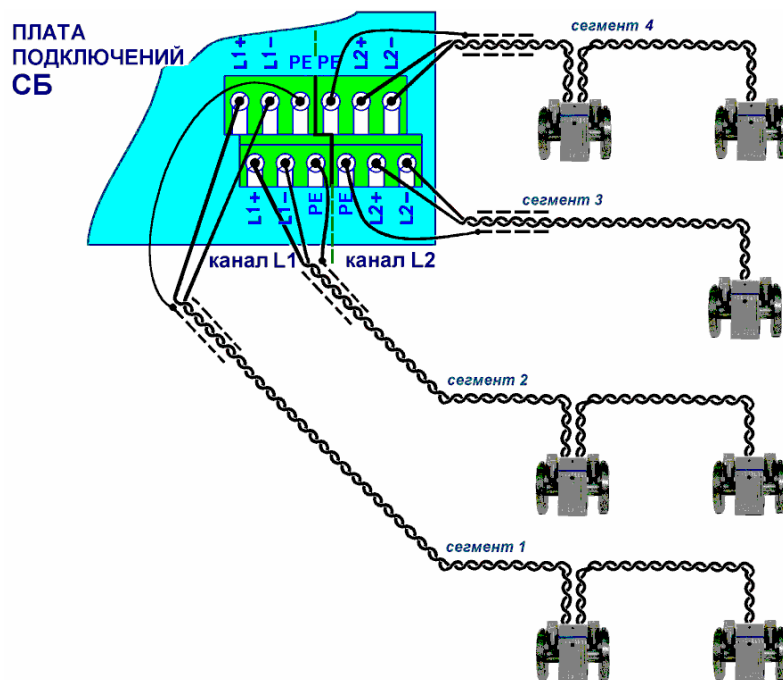 ПЛАТА
ПОДКЛЮЧЕНИЙ
СБ
L1+ L1- PE PE L2+ L2-
сегмент 4
L1+ L1- PE PE L2+ L2-
сегмент 3
канал L1 канал L2
сегмент 2
сегмент 1